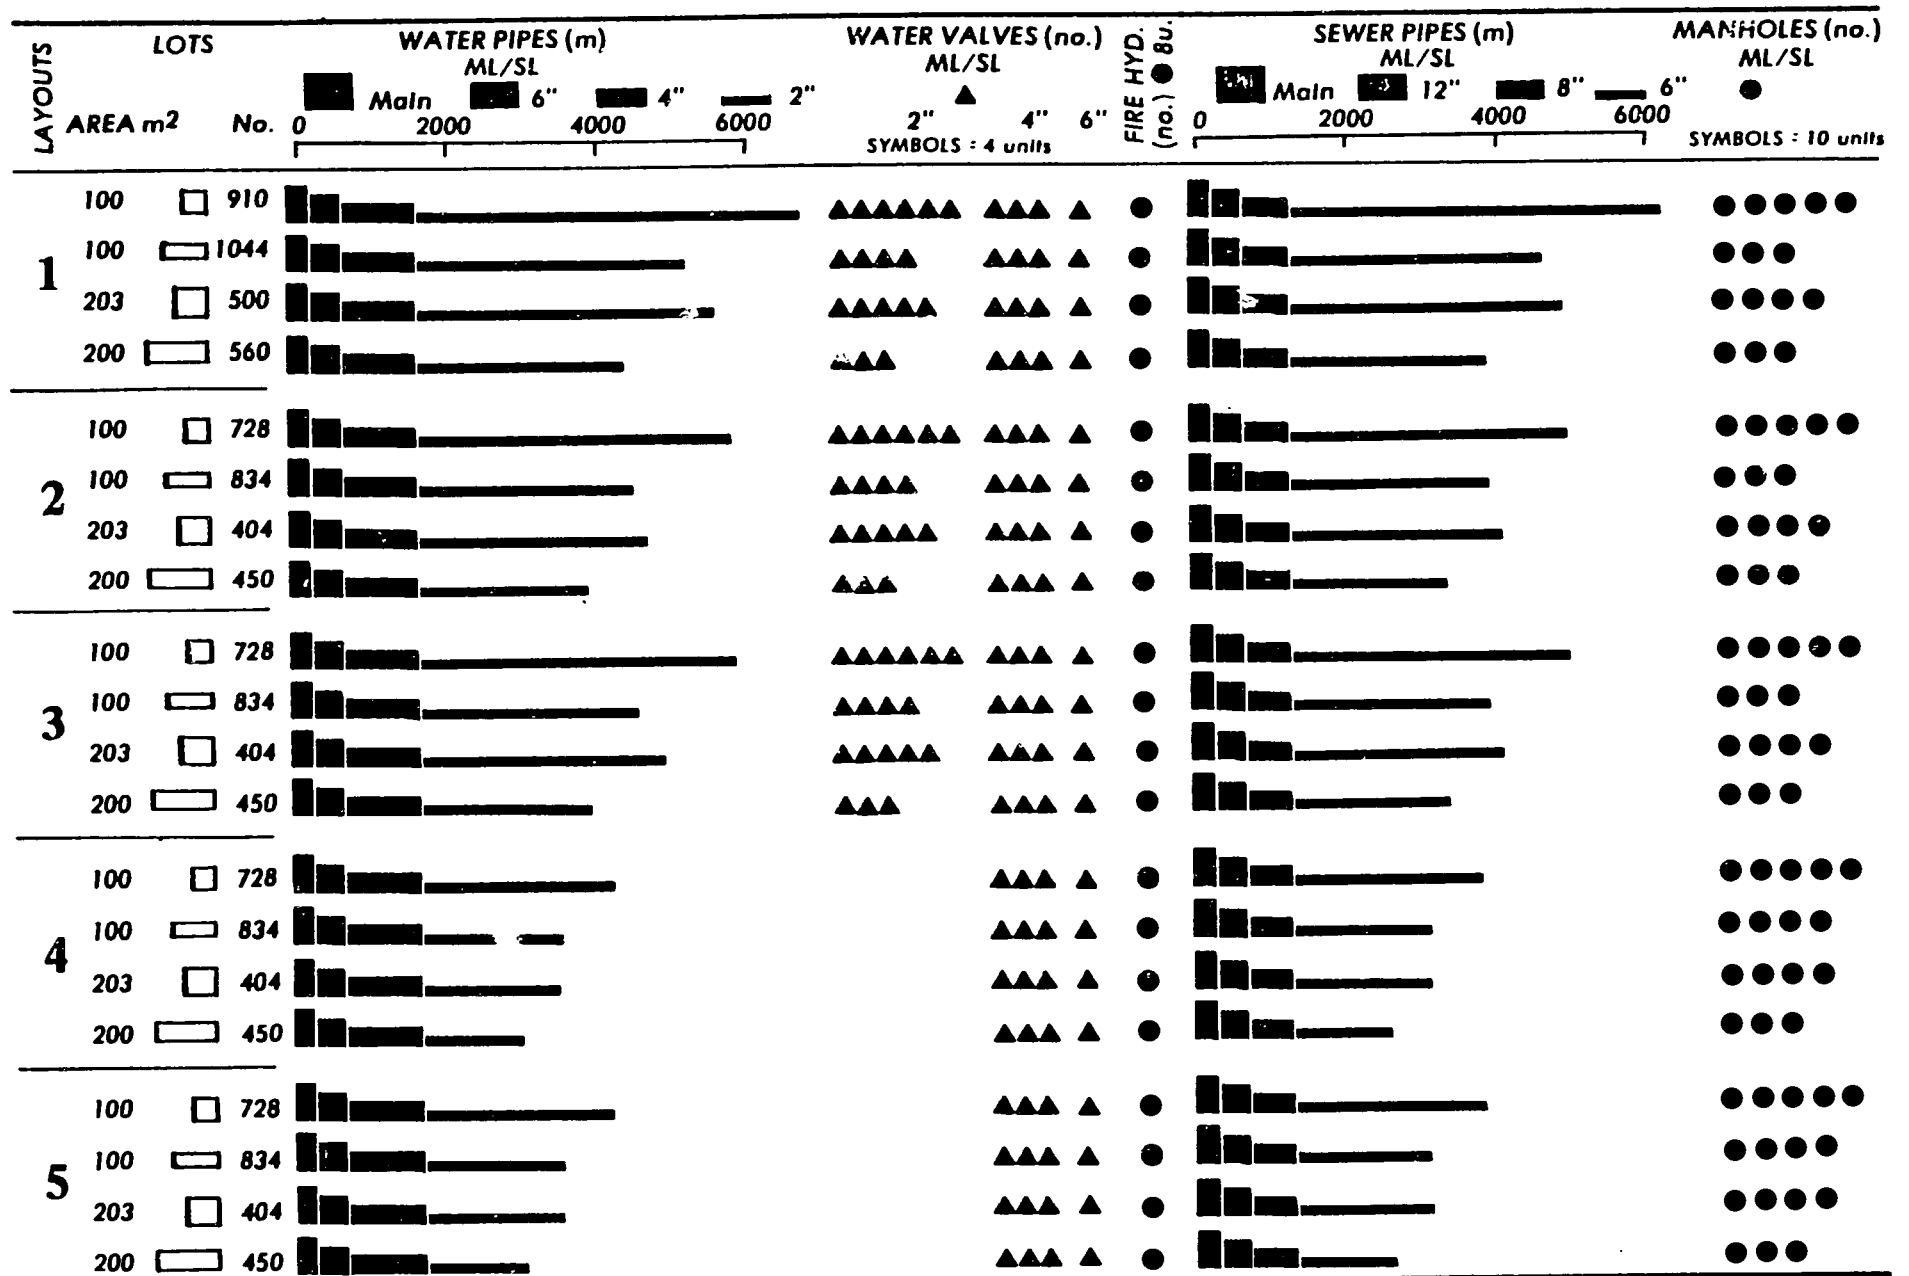 LAYOUTS
LOTS
AREA m2 No.
WATER PIPES (m)
ML/SL
Main 6" 4" 2"
0 2000 4000 6000
WATER VALVES (no.)
ML/SL
2" 4" 6"
SYMBOLS : 4 units
FIRE HYD.
(no.) 8u.
SEWER PIPES (m)
ML/SL
Main 12" 8" 6"
0 2000 4000 6000
MANHOLES (no.)
ML/SL
SYMBOLS : 10 units
1
100 910
100 1044
203 500
200 560
2
100 728
100 834
203 404
200 450
3
100 728
100 834
203 404
200 450
4
100 728
100 834
203 404
200 450
5
100 728
100 834
203 404
200 450